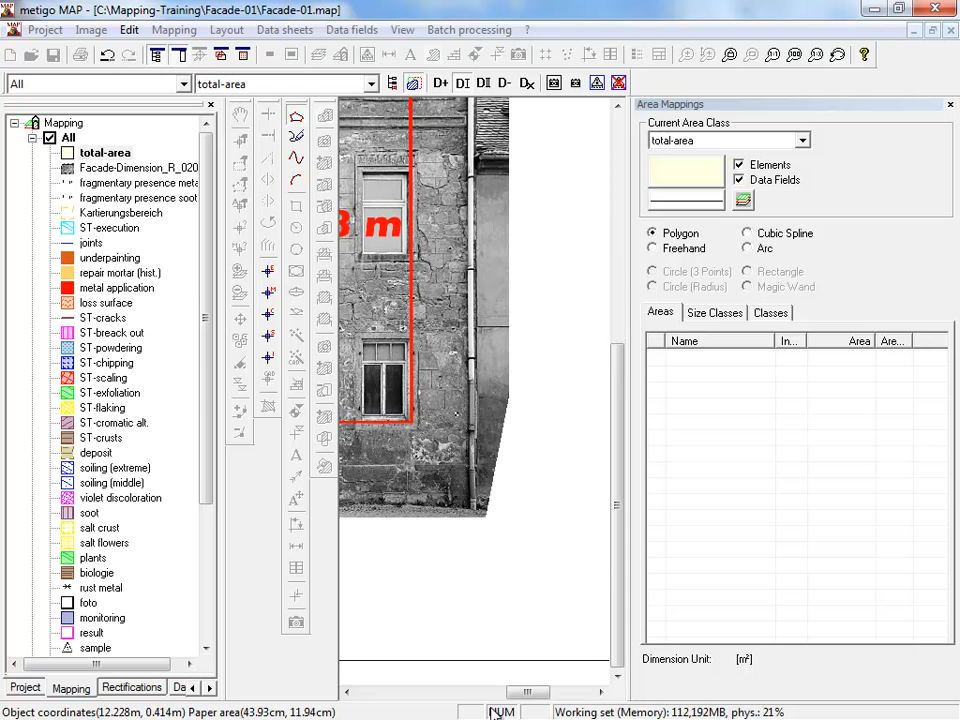 metigo MAP - [C:\Mapping-Training\Facade-01\Facade-01.map]
Project Image Edit Mapping Layout Data sheets Data fields View Batch processing ?
All total-area D+ DI DI D- Dx
Mapping
All
total-area
Facade-Dimension_R_020
fragmentary presence meta
fragmentary presence soot
Kartierungsbereich
ST-execution
joints
underpainting
repair mortar (hist.)
metal application
loss surface
ST-cracks
ST-breack out
ST-powdering
ST-chipping
ST-scaling
ST-exfoliation
ST-flaking
ST-cromatic alt.
ST-crusts
deposit
soiling (extreme)
soiling (middle)
violet discoloration
soot
salt crust
salt flowers
plants
biologie
rust metal
foto
monitoring
result
sample
Project Mapping Rectifications Da
m
Area Mappings
Current Area Class
total-area
Elements
Data Fields
Polygon Cubic Spline
Freehand Arc
Circle (3 Points) Rectangle
Circle (Radius) Magic Wand
Areas Size Classes Classes
Name In... Area Are...
Dimension Unit: [m²]
Object coordinates(12.228m, 0.414m) Paper area(43.93cm, 11.94cm) NUM Working set (Memory): 112,192MB, phys.: 21%